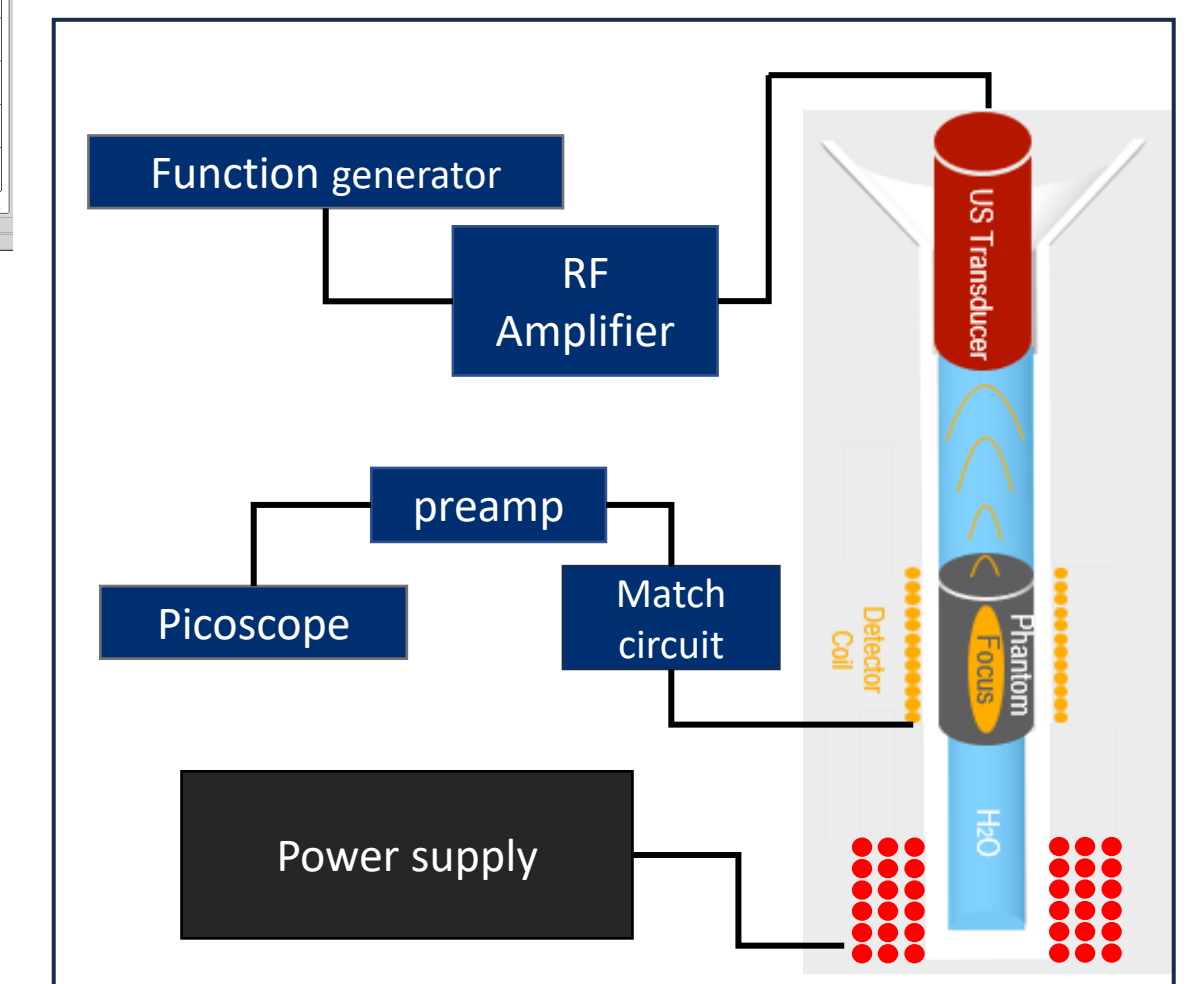 Function generator
RF
Amplifier
US Transducer
preamp
Picoscope
Match
circuit
Detector
Coil
Phantom
Focus
H₂O
Power supply